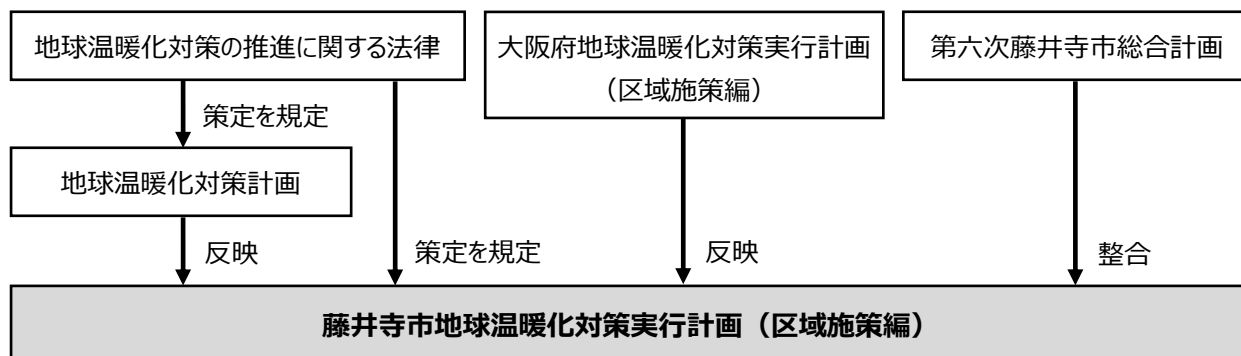 地球温暖化対策の推進に関する法律
大阪府地球温暖化対策実行計画
（区域施策編）
第六次藤井寺市総合計画
策定を規定
地球温暖化対策計画
反映
策定を規定
反映
整合
藤井寺市地球温暖化対策実行計画（区域施策編）